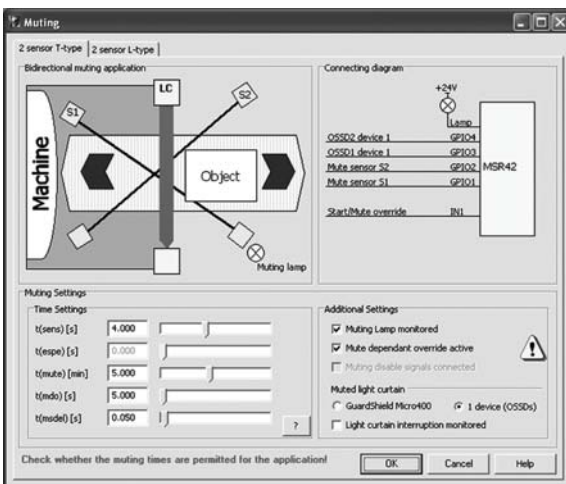 Muting
2 sensor T-type
2 sensor L-type
Bidirectional muting application
LC
S1
S2
Machine
Object
Muting lamp
Connecting diagram
+24V
Lamp
OSSD2 device 1 GPIO4
OSSD1 device 1 GPIO3
Mute sensor S2 GPIO2
MSR42
Mute sensor S1 GPIO1
Start/Mute override IN1
Muting Settings
Time Settings
t(sens) [s] 4.000
t(espe) [s] 0.000
t(mute) [min] 5.000
t(mdo) [s] 5.000
t(msdel) [s] 0.050
?
Additional Settings
Muting Lamp monitored
Mute dependant override active
Muting disable signals connected
Muted light curtain
GuardShield Micro400
1 device (OSSDs)
Light curtain interruption monitored
Check whether the muting times are permitted for the application!
OK
Cancel
Help